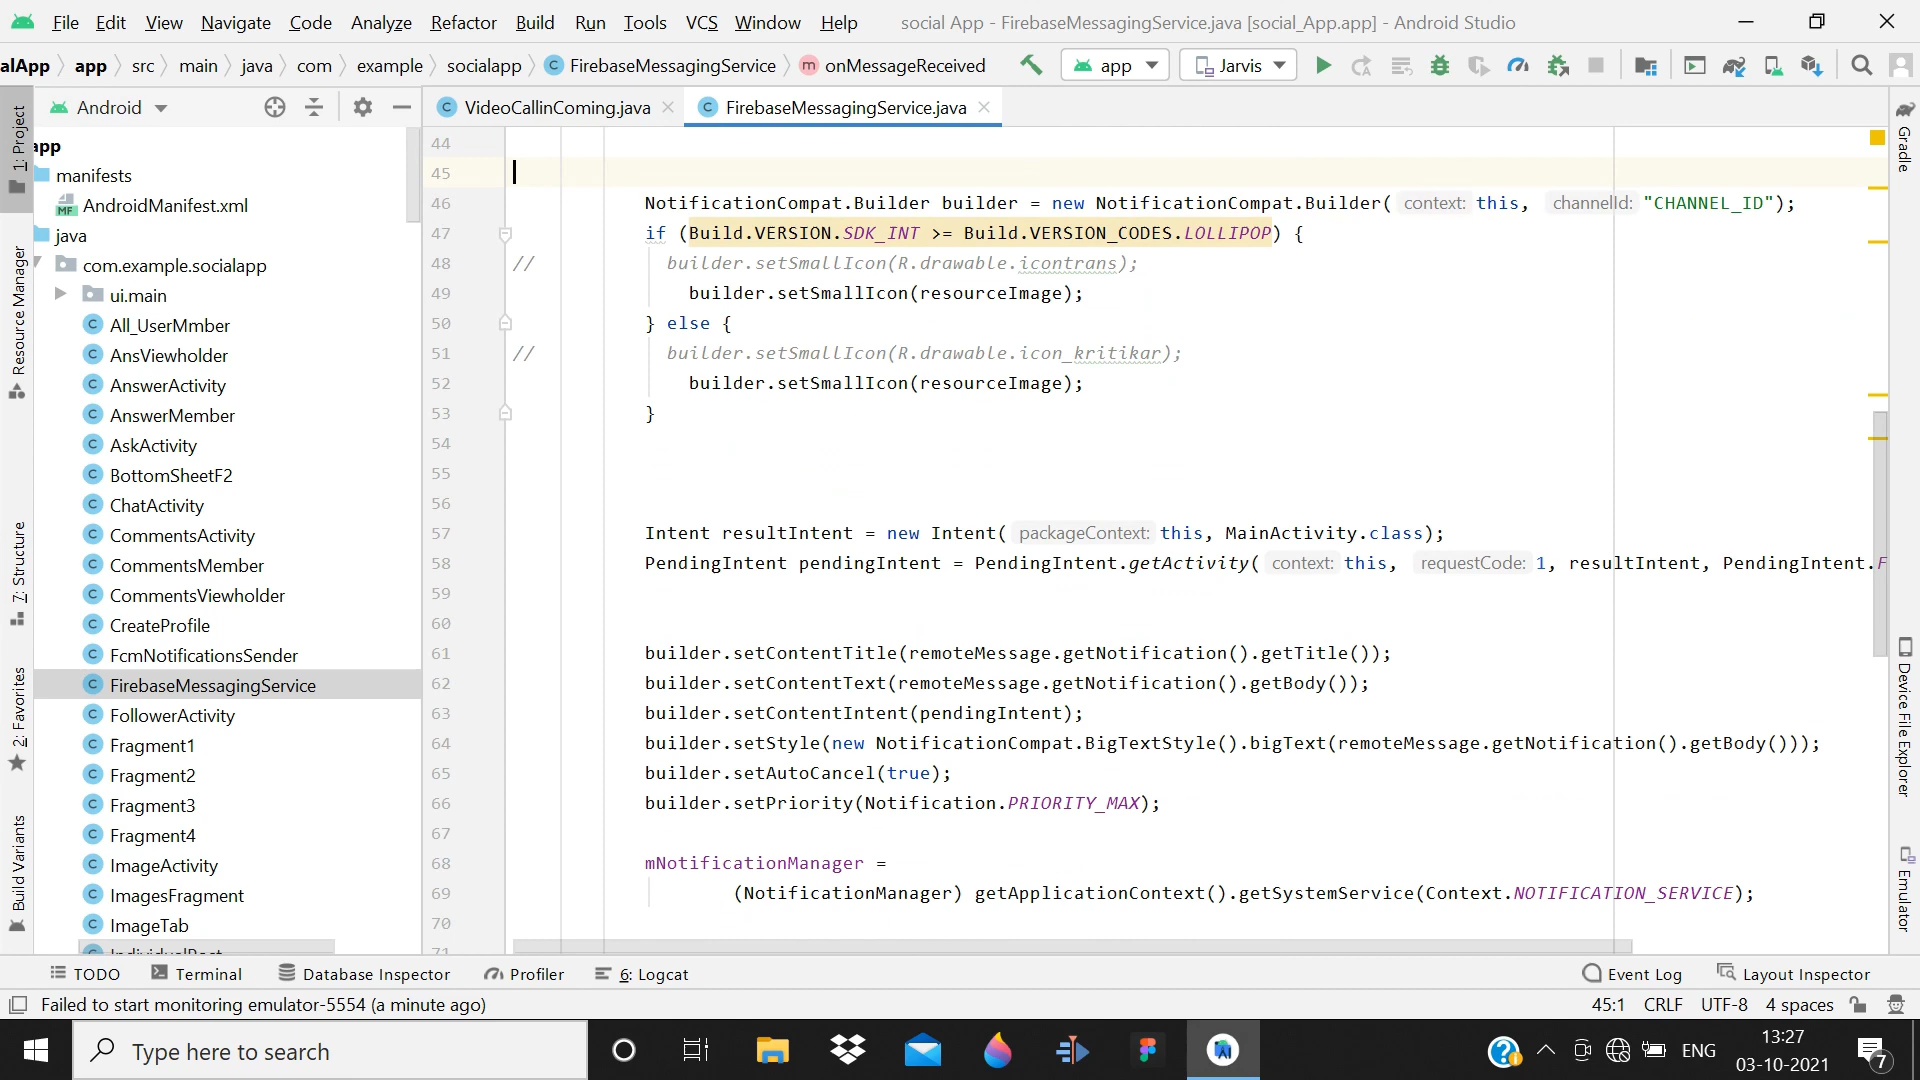 File Edit View Navigate Code Analyze Refactor Build Run Tools VCS Window Help social App - FirebaseMessagingService.java [social_App.app] - Android Studio
alApp app src main java com example socialapp FirebaseMessagingService onMessageReceived app Jarvis
Android VideoCallinComing.java FirebaseMessagingService.java
1: Project
Resource Manager
7: Structure
2: Favorites
Build Variants
app
manifests
AndroidManifest.xml
java
com.example.socialapp
ui.main
All_UserMmber
AnsViewholder
AnswerActivity
AnswerMember
AskActivity
BottomSheetF2
ChatActivity
CommentsActivity
CommentsMember
CommentsViewholder
CreateProfile
FcmNotificationsSender
FirebaseMessagingService
FollowerActivity
Fragment1
Fragment2
Fragment3
Fragment4
ImageActivity
ImagesFragment
ImageTab
44
45
46 NotificationCompat.Builder builder = new NotificationCompat.Builder( context: this, channelId: "CHANNEL_ID");
47 if (Build.VERSION.SDK_INT >= Build.VERSION_CODES.LOLLIPOP) {
48 // builder.setSmallIcon(R.drawable.icontrans);
49 builder.setSmallIcon(resourceImage);
50 } else {
51 // builder.setSmallIcon(R.drawable.icon_kritikar);
52 builder.setSmallIcon(resourceImage);
53 }
54
55
56
57 Intent resultIntent = new Intent( packageContext: this, MainActivity.class);
58 PendingIntent pendingIntent = PendingIntent.getActivity( context: this, requestCode: 1, resultIntent, PendingIntent.F
59
60
61 builder.setContentTitle(remoteMessage.getNotification().getTitle());
62 builder.setContentText(remoteMessage.getNotification().getBody());
63 builder.setContentIntent(pendingIntent);
64 builder.setStyle(new NotificationCompat.BigTextStyle().bigText(remoteMessage.getNotification().getBody()));
65 builder.setAutoCancel(true);
66 builder.setPriority(Notification.PRIORITY_MAX);
67
68 mNotificationManager =
69 (NotificationManager) getApplicationContext().getSystemService(Context.NOTIFICATION_SERVICE);
70
71
Gradle
Device File Explorer
Emulator
TODO Terminal Database Inspector Profiler 6: Logcat Event Log Layout Inspector
Failed to start monitoring emulator-5554 (a minute ago) 45:1 CRLF UTF-8 4 spaces
Type here to search ENG 13:27
03-10-2021 7